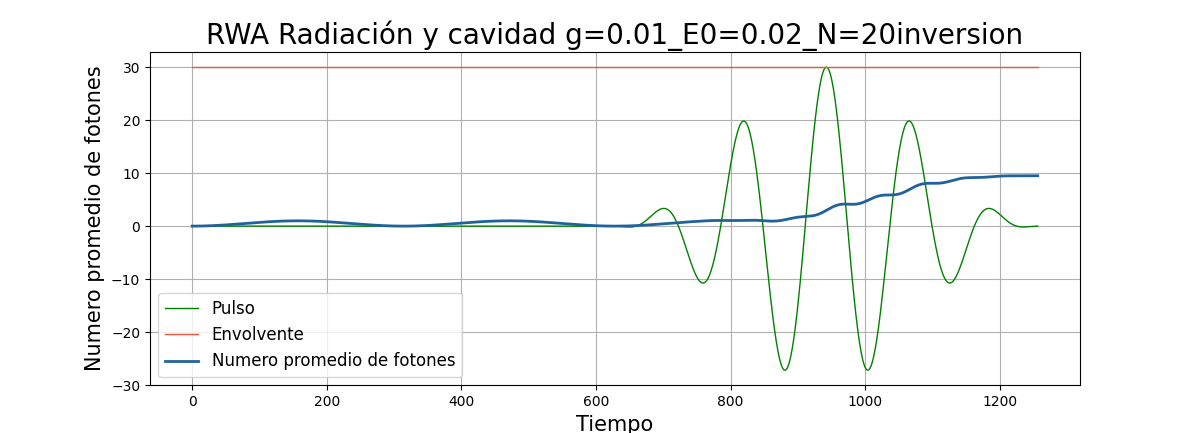 RWA Radiación y cavidad g=0.01_E0=0.02_N=20inversion
Numero promedio de fotones
30
20
10
0
−10
−20
−30
Pulso
Envolvente
Numero promedio de fotones
0
200
400
600
800
1000
1200
Tiempo